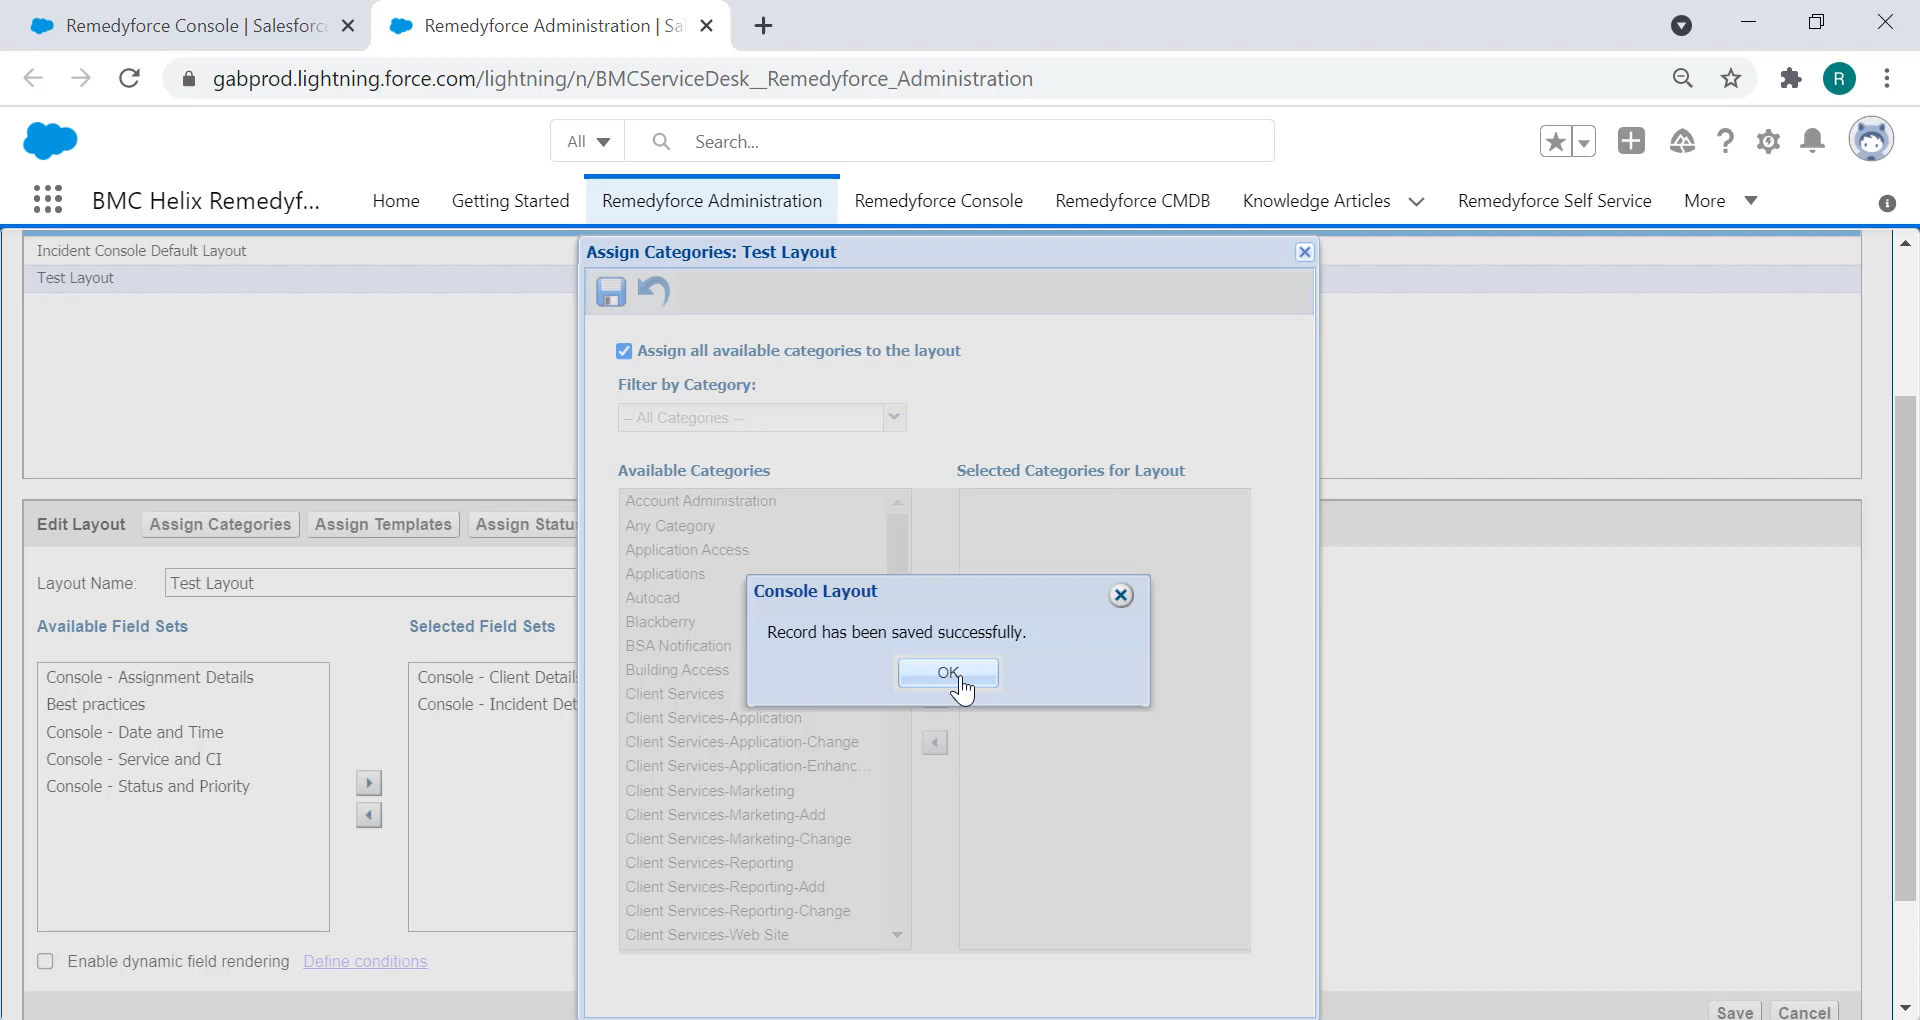 Remedyforce Console | Salesforc
Remedyforce Administration | Sa
gabprod.lightning.force.com/lightning/n/BMCServiceDesk__Remedyforce_Administration
R
All
Search...
BMC Helix Remedyf...
Home
Getting Started
Remedyforce Administration
Remedyforce Console
Remedyforce CMDB
Knowledge Articles
Remedyforce Self Service
More
Incident Console Default Layout
Test Layout
Assign Categories: Test Layout
Assign all available categories to the layout
Filter by Category:
-- All Categories --
Available Categories
Selected Categories for Layout
Account Administration
Any Category
Application Access
Applications
Autocad
Blackberry
BSA Notification
Building Access
Client Services
Client Services-Application
Client Services-Application-Change
Client Services-Application-Enhanc...
Client Services-Marketing
Client Services-Marketing-Add
Client Services-Marketing-Change
Client Services-Reporting
Client Services-Reporting-Add
Client Services-Reporting-Change
Client Services-Web Site
Console Layout
Record has been saved successfully.
OK
Edit Layout
Assign Categories
Assign Templates
Assign Statu
Layout Name:
Test Layout
Available Field Sets
Selected Field Sets
Console - Assignment Details
Best practices
Console - Date and Time
Console - Service and CI
Console - Status and Priority
Console - Client Detail
Console - Incident Det
Enable dynamic field rendering
Define conditions
Save
Cancel